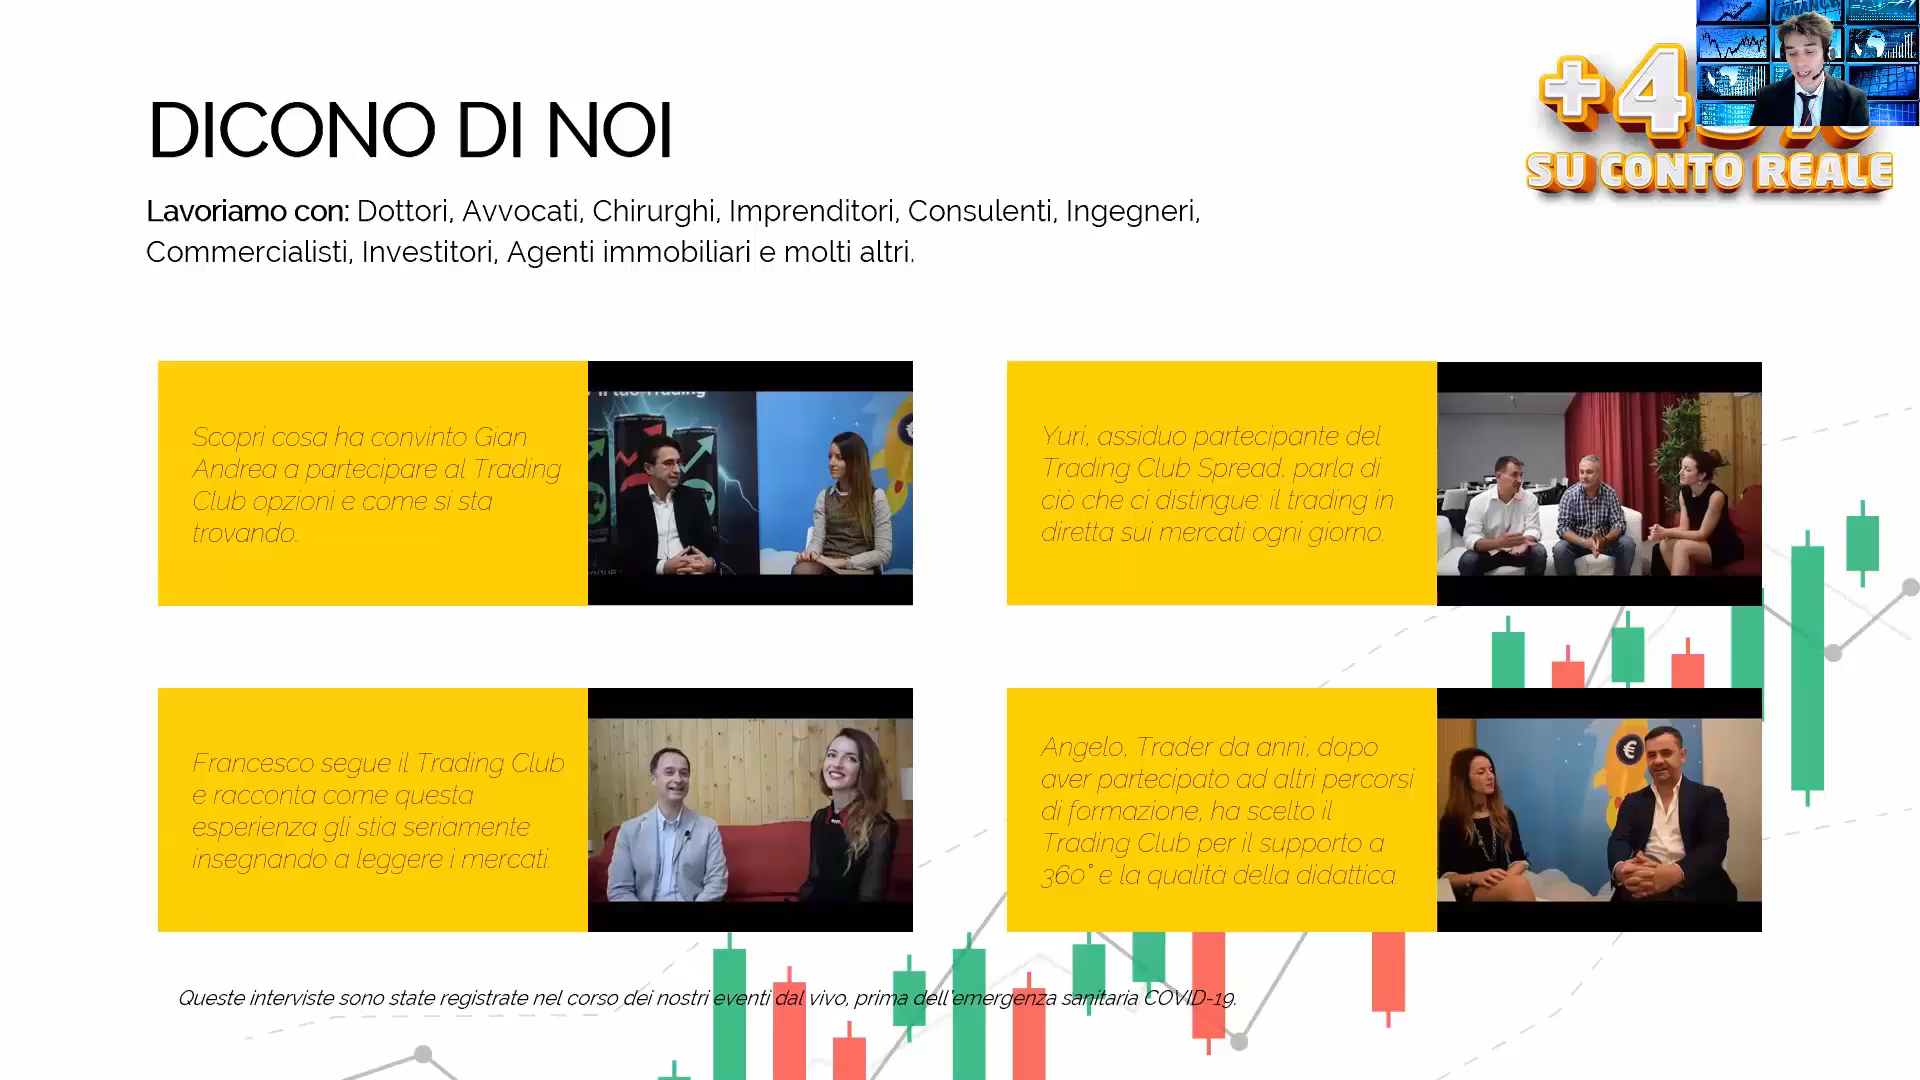 DICONO DI NOI
Lavoriamo con: Dottori, Avvocati, Chirurghi, Imprenditori, Consulenti, Ingegneri,
Commercialisti, Investitori, Agenti immobiliari e molti altri.
FINANCE
+4
SU CONTO REALE
Scopri cosa ha convinto Gian
Andrea a partecipare al Trading
Club opzioni e come si sta
trovando.
Yuri, assiduo partecipante del
Trading Club Spread, parla di
ciò che ci distingue: il trading in
diretta sui mercati ogni giorno.
Francesco segue il Trading Club
e racconta come questa
esperienza gli stia seriamente
insegnando a leggere i mercati.
Angelo, Trader da anni, dopo
aver partecipato ad altri percorsi
di formazione, ha scelto il
Trading Club per il supporto a
360° e la qualità della didattica.
Queste interviste sono state registrate nel corso dei nostri eventi dal vivo, prima dell'emergenza sanitaria COVID-19.